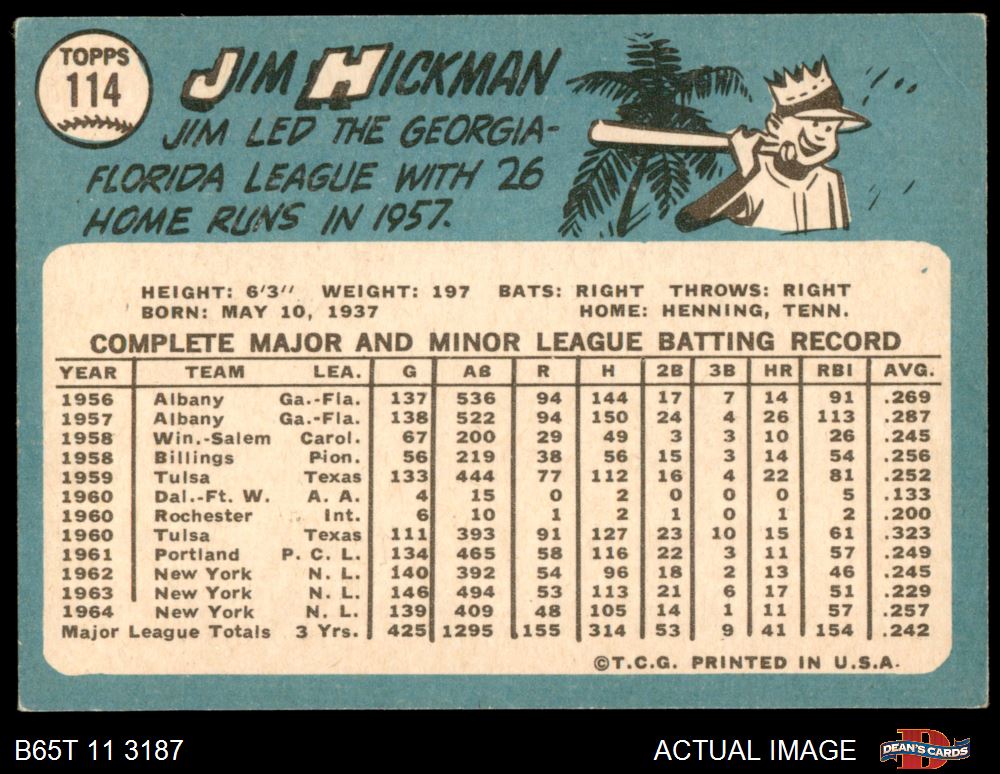 TOPPS
114
JIM HICKMAN
JIM LED THE GEORGIA-
FLORIDA LEAGUE WITH 26
HOME RUNS IN 1957.
HEIGHT: 6'3" WEIGHT: 197 BATS: RIGHT THROWS: RIGHT
BORN: MAY 10, 1937 HOME: HENNING, TENN.
COMPLETE MAJOR AND MINOR LEAGUE BATTING RECORD
YEAR TEAM LEA. G AB R H 2B 3B HR RBI AVG.
1956 Albany Ga.-Fla. 137 536 94 144 17 7 14 91 .269
1957 Albany Ga.-Fla. 138 522 94 150 24 4 26 113 .287
1958 Win.-Salem Carol. 67 200 29 49 3 3 10 26 .245
1958 Billings Pion. 56 219 38 56 15 3 14 54 .256
1959 Tulsa Texas 133 444 77 112 16 4 22 81 .252
1960 Dal.-Ft. W. A. A. 4 15 0 2 0 0 0 5 .133
1960 Rochester Int. 6 10 1 2 1 0 1 2 .200
1960 Tulsa Texas 111 393 91 127 23 10 15 61 .323
1961 Portland P. C. L. 134 465 58 116 22 3 11 57 .249
1962 New York N. L. 140 392 54 96 18 2 13 46 .245
1963 New York N. L. 146 494 53 113 21 6 17 51 .229
1964 New York N. L. 139 409 48 105 14 1 11 57 .257
Major League Totals 3 Yrs. 425 1295 155 314 53 9 41 154 .242
©T.C.G. PRINTED IN U.S.A.
B65T 11 3187 ACTUAL IMAGE DEAN'S CARDS